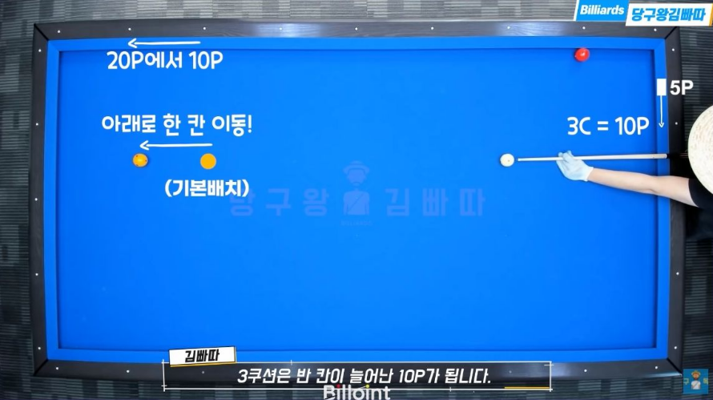 Billiards 당구왕김빠따
20P에서 10P
5P
아래로 한 칸 이동!
3C = 10P
(기본배치)
당구왕 김빠따
김빠따
3쿠션은 반 칸이 늘어난 10P가 됩니다.
Billoint